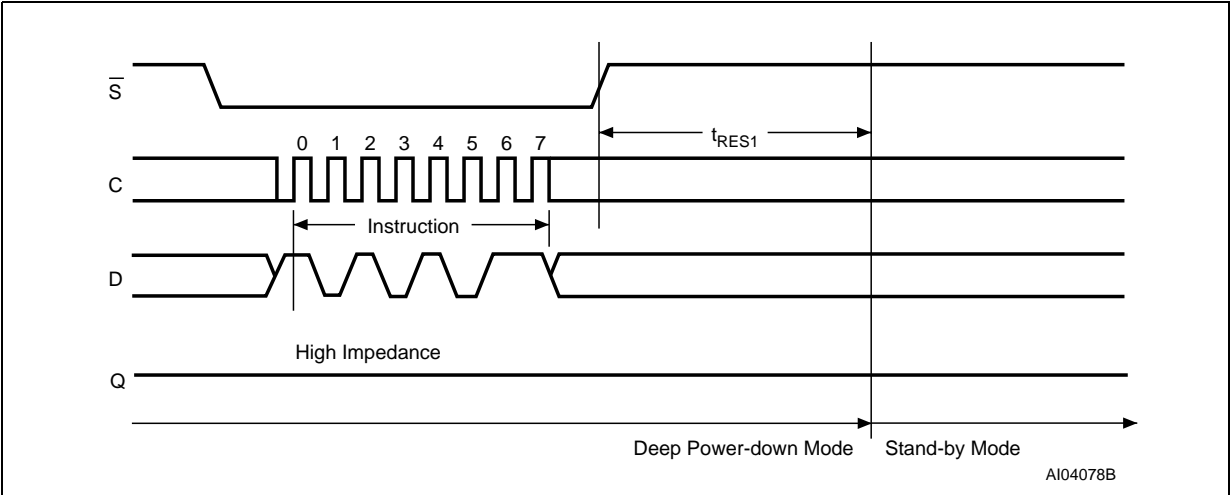 S
tRES1
0 1 2 3 4 5 6 7
C
Instruction
D
High Impedance
Q
Deep Power-down Mode Stand-by Mode
AI04078B